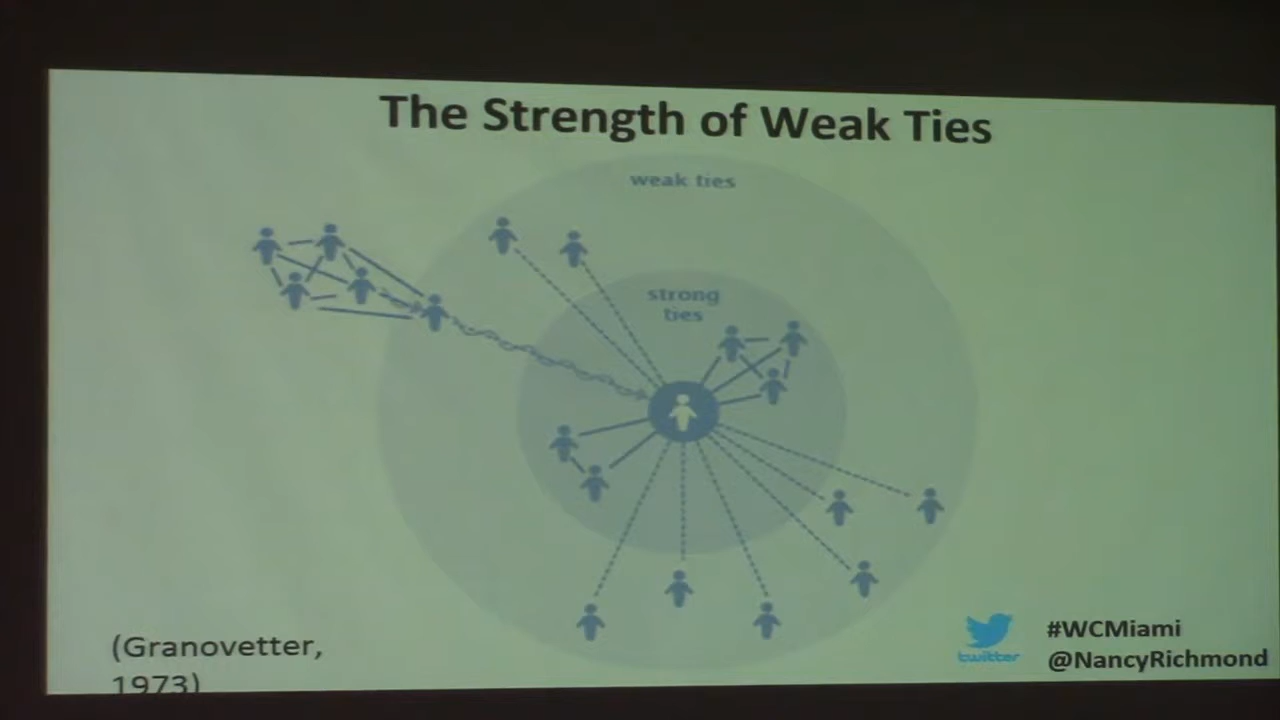 The Strength of Weak Ties
weak ties
strong
ties
(Granovetter,
1973)
twitter
#WCMiami
@NancyRichmond